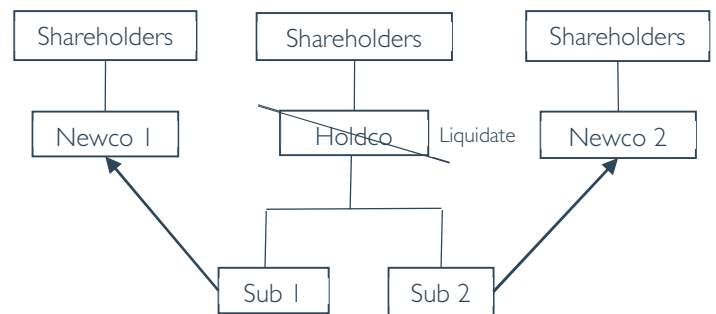 Shareholders
Shareholders
Shareholders
Newco 1
Holdco
Liquidate
Newco 2
Sub 1
Sub 2